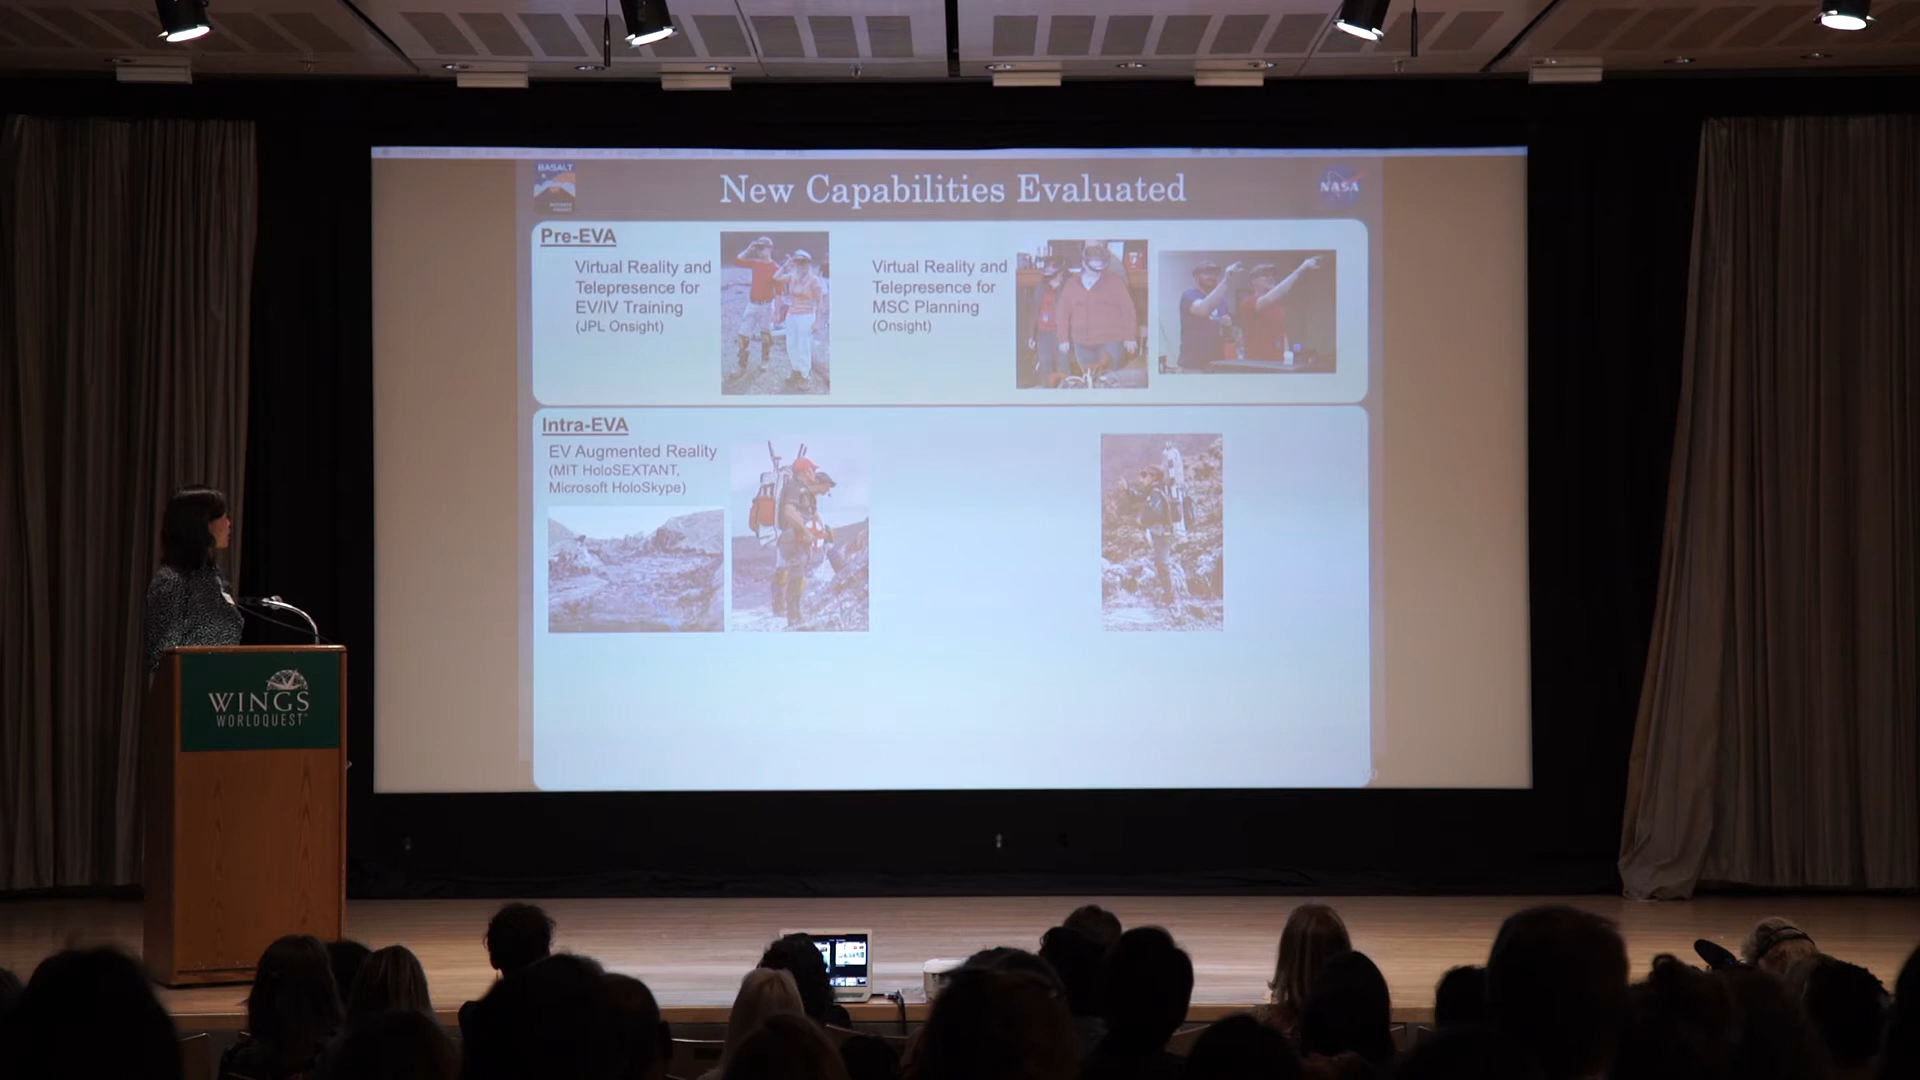 BASALT
New Capabilities Evaluated
NASA
Pre-EVA
Virtual Reality and
Telepresence for
EV/IV Training
(JPL Onsight)
Virtual Reality and
Telepresence for
MSC Planning
(Onsight)
Intra-EVA
EV Augmented Reality
(MIT HoloSEXTANT,
Microsoft HoloSkype)
WINGS
WORLDQUEST